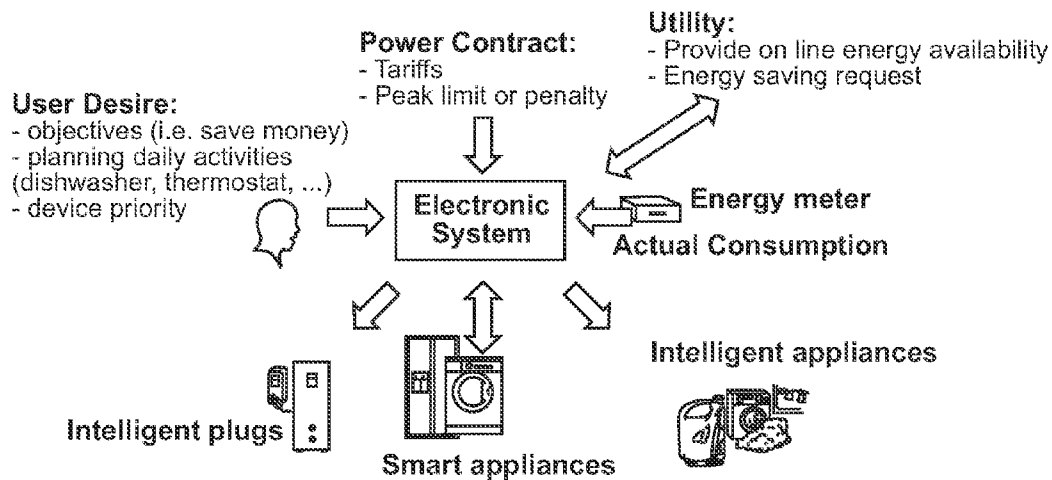 Utility:
- Provide on line energy availability
- Energy saving request
Power Contract:
- Tariffs
- Peak limit or penalty
User Desire:
- objectives (i.e. save money)
- planning daily activities
(dishwasher, thermostat, ...)
- device priority
Electronic
System
Energy meter
Actual Consumption
Intelligent plugs
Smart appliances
Intelligent appliances